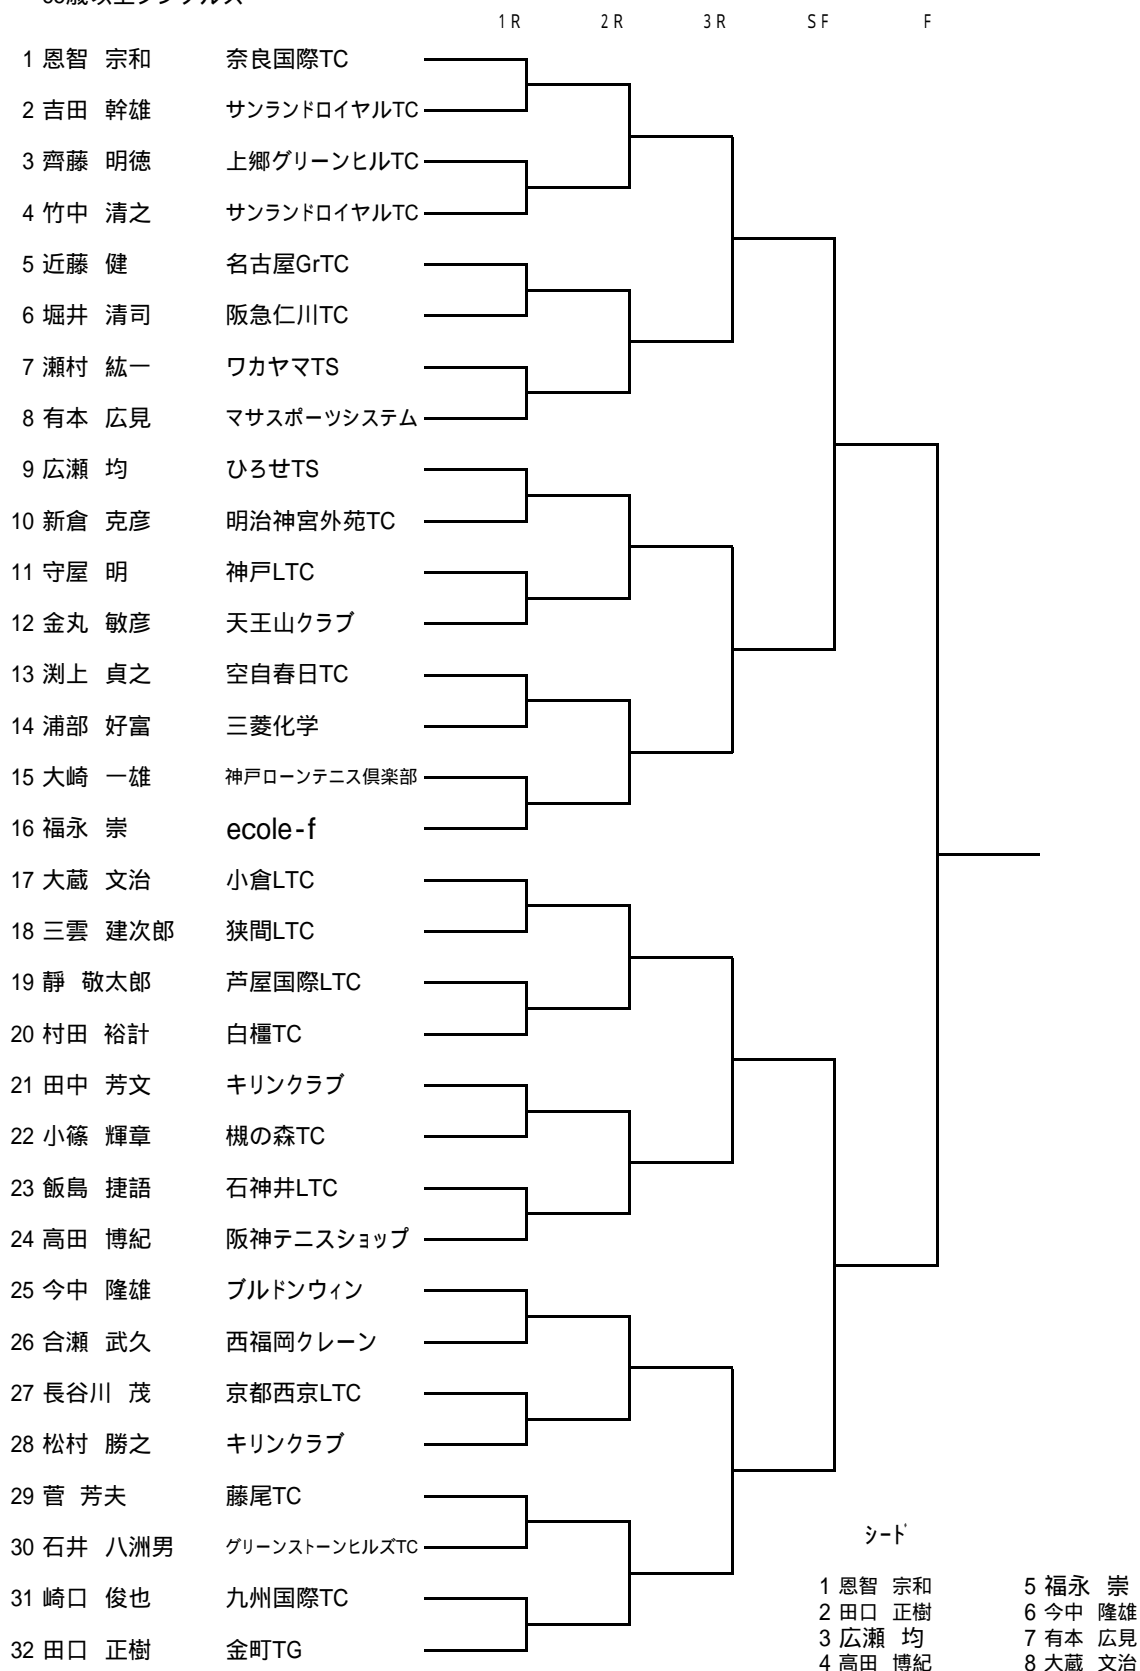 1R 2R 3R SF F
1 恩智 宗和 奈良国際TC
2 吉田 幹雄 サンランドロイヤルTC
3 齊藤 明徳 上郷グリーンヒルTC
4 竹中 清之 サンランドロイヤルTC
5 近藤 健 名古屋GrTC
6 堀井 清司 阪急仁川TC
7 瀬村 紘一 ワカヤマTS
8 有本 広見 マサスポーツシステム
9 広瀬 均 ひろせTS
10 新倉 克彦 明治神宮外苑TC
11 守屋 明 神戸LTC
12 金丸 敏彦 天王山クラブ
13 渕上 貞之 空自春日TC
14 浦部 好富 三菱化学
15 大崎 一雄 神戸ローンテニス倶楽部
16 福永 崇 ecole-f
17 大蔵 文治 小倉LTC
18 三雲 建次郎 狭間LTC
19 靜 敬太郎 芦屋国際LTC
20 村田 裕計 白橿TC
21 田中 芳文 キリンクラブ
22 小篠 輝章 槻の森TC
23 飯島 捷語 石神井LTC
24 高田 博紀 阪神テニスショップ
25 今中 隆雄 ブルドンウィン
26 合瀬 武久 西福岡クレーン
27 長谷川 茂 京都西京LTC
28 松村 勝之 キリンクラブ
29 菅 芳夫 藤尾TC
30 石井 八洲男 グリーンストーンヒルズTC
31 崎口 俊也 九州国際TC
32 田口 正樹 金町TG
シード
1 恩智 宗和 5 福永 崇
2 田口 正樹 6 今中 隆雄
3 広瀬 均 7 有本 広見
4 高田 博紀 8 大蔵 文治